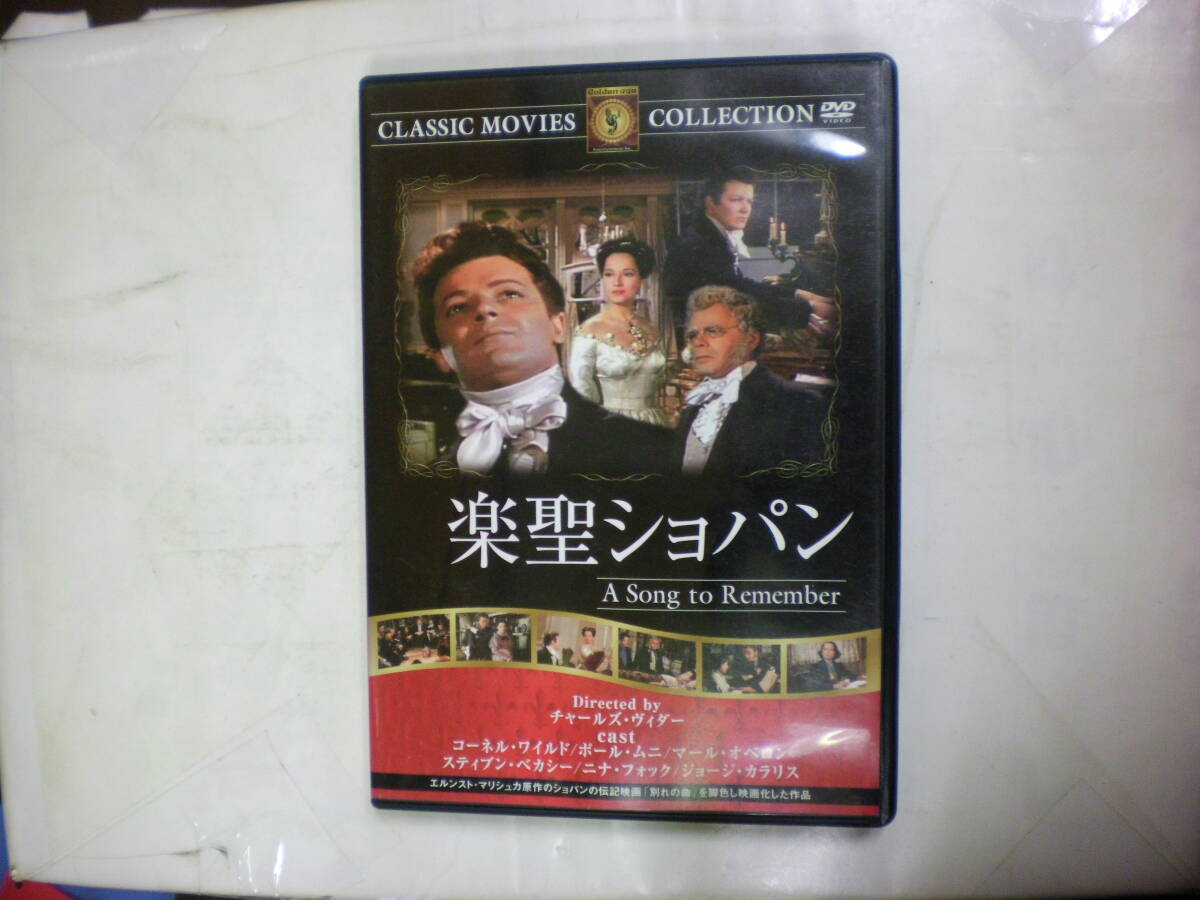 Golden age
CLASSIC MOVIES COLLECTION DVD
VIDEO
楽聖ショパン
A Song to Remember
Directed by
チャールズ・ヴィダー
cast
コーネル・ワイルド/ポール・ムニ/マール・オベロン
スティブン・ベカシー/ニナ・フォック/ジョージ・カラリス
エルンスト・マリシュカ原作のショパンの伝記映画「別れの曲」を脚色し映画化した作品